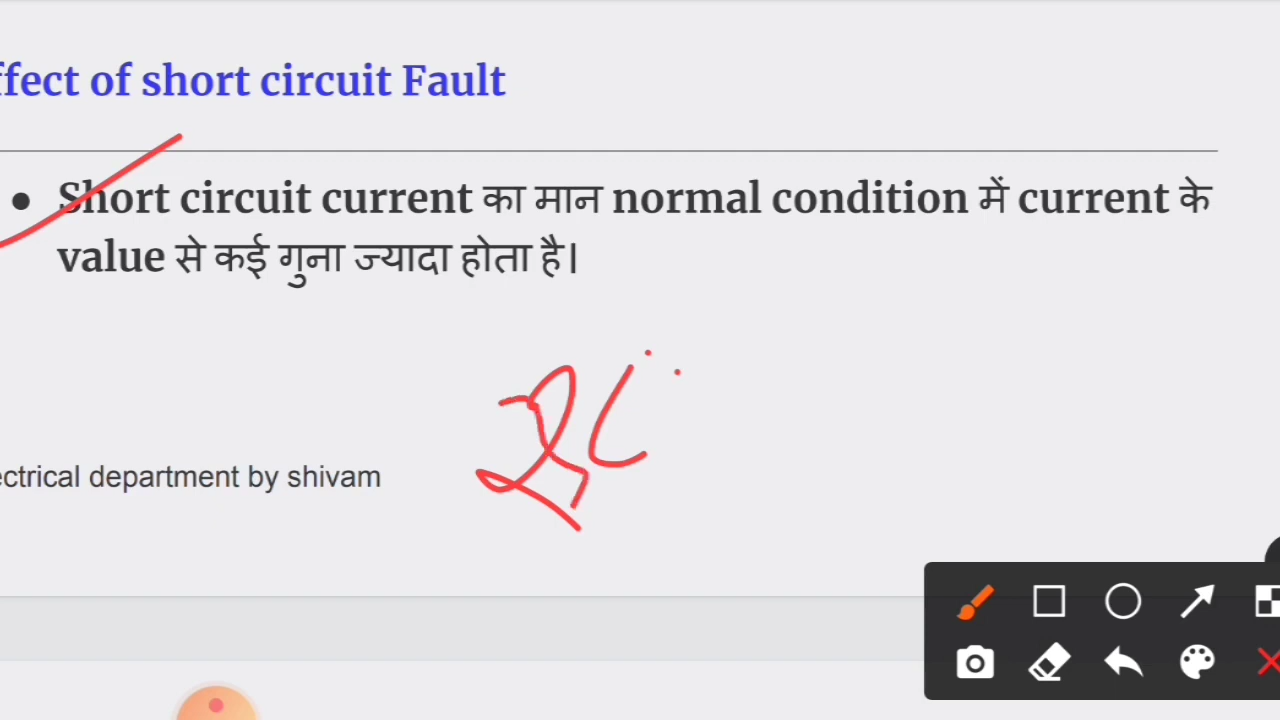 ffect of short circuit Fault
• Short circuit current का मान normal condition में current के
value से कई गुना ज्यादा होता है।
ectrical department by shivam